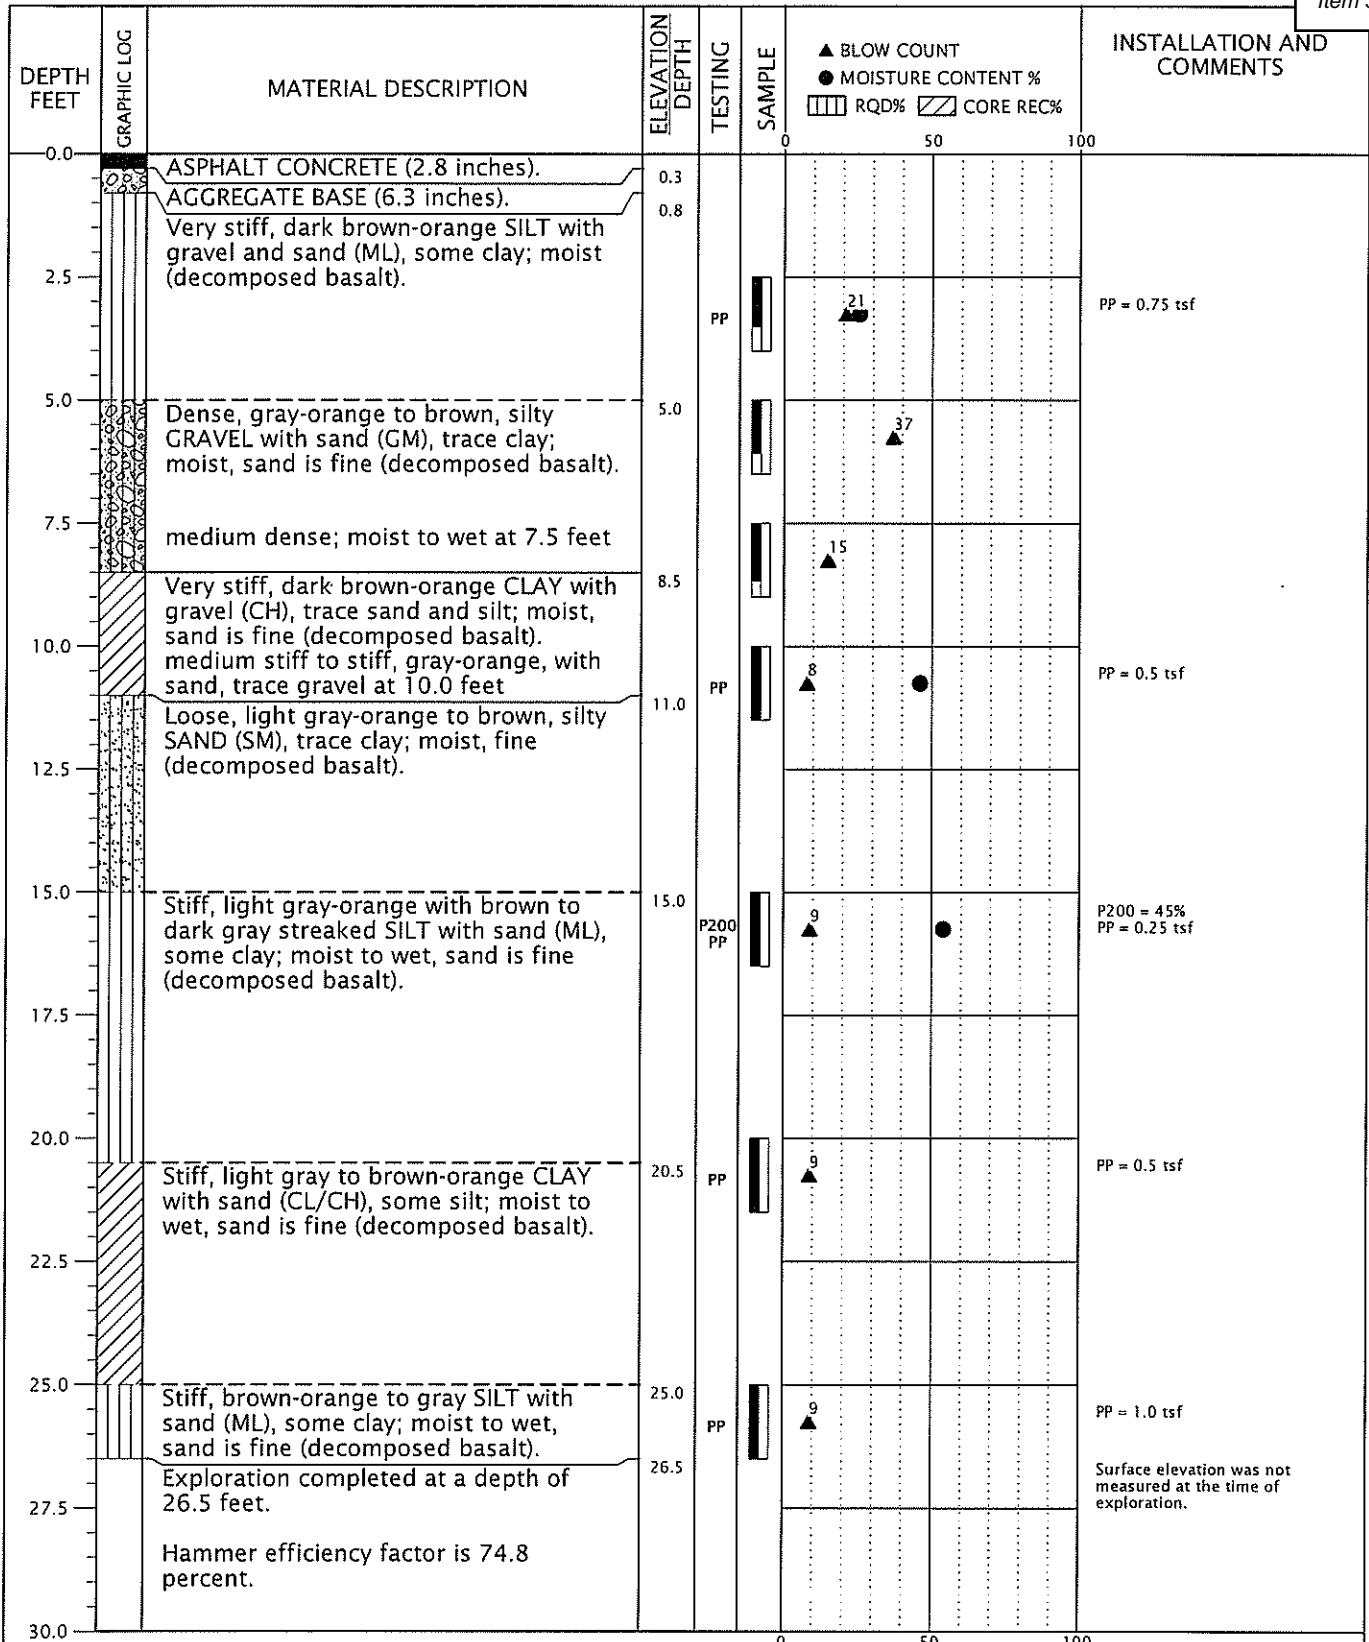 Item
DEPTH
FEET
GRAPHIC LOG
MATERIAL DESCRIPTION
ELEVATION
DEPTH
TESTING
SAMPLE
▲ BLOW COUNT
● MOISTURE CONTENT %
RQD% CORE REC%
0 50 100
INSTALLATION AND
COMMENTS
0.0
ASPHALT CONCRETE (2.8 inches).
0.3
AGGREGATE BASE (6.3 inches).
0.8
Very stiff, dark brown-orange SILT with
gravel and sand (ML), some clay; moist
(decomposed basalt).
2.5
PP
21
PP = 0.75 tsf
5.0
Dense, gray-orange to brown, silty
GRAVEL with sand (GM), trace clay;
moist, sand is fine (decomposed basalt).
5.0
37
7.5
medium dense; moist to wet at 7.5 feet
15
Very stiff, dark brown-orange CLAY with
gravel (CH), trace sand and silt; moist,
sand is fine (decomposed basalt).
8.5
10.0
medium stiff to stiff, gray-orange, with
sand, trace gravel at 10.0 feet
PP
8
PP = 0.5 tsf
11.0
Loose, light gray-orange to brown, silty
SAND (SM), trace clay; moist, fine
(decomposed basalt).
12.5
15.0
Stiff, light gray-orange with brown to
dark gray streaked SILT with sand (ML),
some clay; moist to wet, sand is fine
(decomposed basalt).
15.0
P200
PP
9
P200 = 45%
PP = 0.25 tsf
17.5
20.0
Stiff, light gray to brown-orange CLAY
with sand (CL/CH), some silt; moist to
wet, sand is fine (decomposed basalt).
20.5
PP
9
PP = 0.5 tsf
22.5
25.0
Stiff, brown-orange to gray SILT with
sand (ML), some clay; moist to wet,
sand is fine (decomposed basalt).
25.0
PP
9
PP = 1.0 tsf
26.5
Exploration completed at a depth of
26.5 feet.
Surface elevation was not
measured at the time of
exploration.
27.5
Hammer efficiency factor is 74.8
percent.
30.0
0 50 100